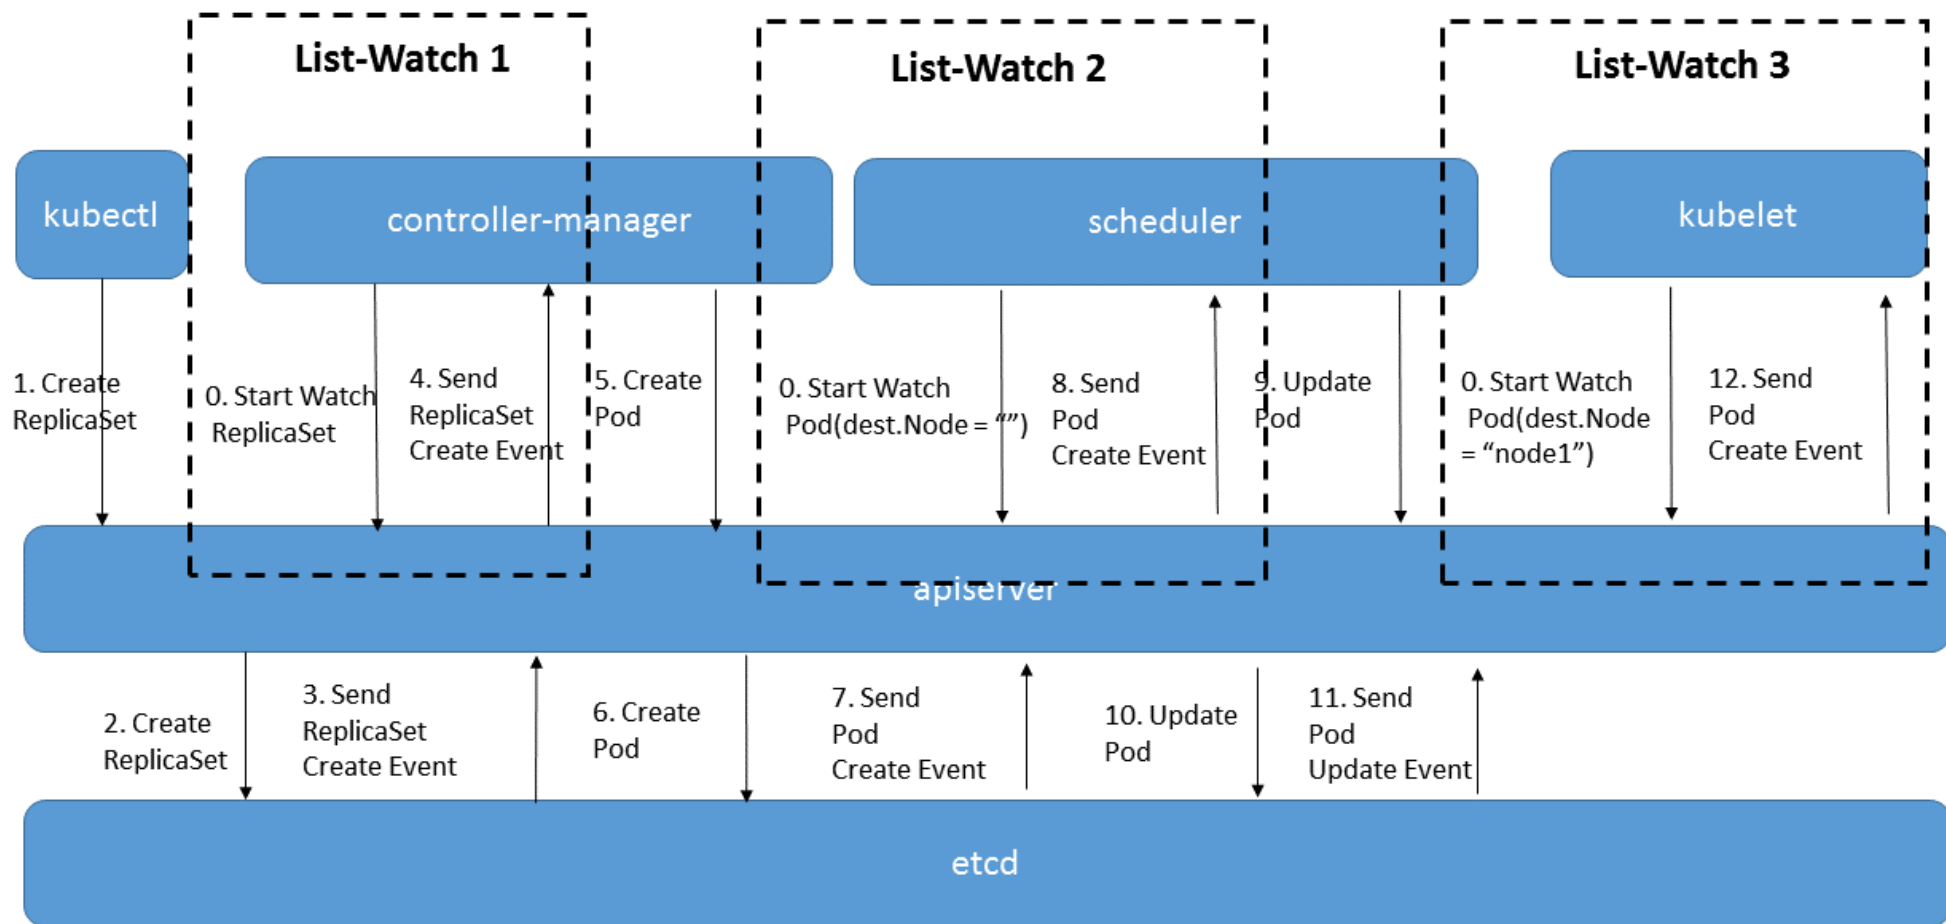 List-Watch 1
List-Watch 2
List-Watch 3
kubectl
controller-manager
scheduler
kubelet
1. Create
ReplicaSet
0. Start Watch
ReplicaSet
4. Send
ReplicaSet
Create Event
5. Create
Pod
0. Start Watch
Pod(dest.Node = “”)
8. Send
Pod
Create Event
9. Update
Pod
0. Start Watch
Pod(dest.Node
= “node1”)
12. Send
Pod
Create Event
apiserver
2. Create
ReplicaSet
3. Send
ReplicaSet
Create Event
6. Create
Pod
7. Send
Pod
Create Event
10. Update
Pod
11. Send
Pod
Update Event
etcd